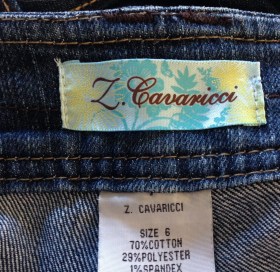 Z. Cavaricci
Z. CAVARICCI
SIZE 6
70%COTTON
29%POLYESTER
1%SPANDEX